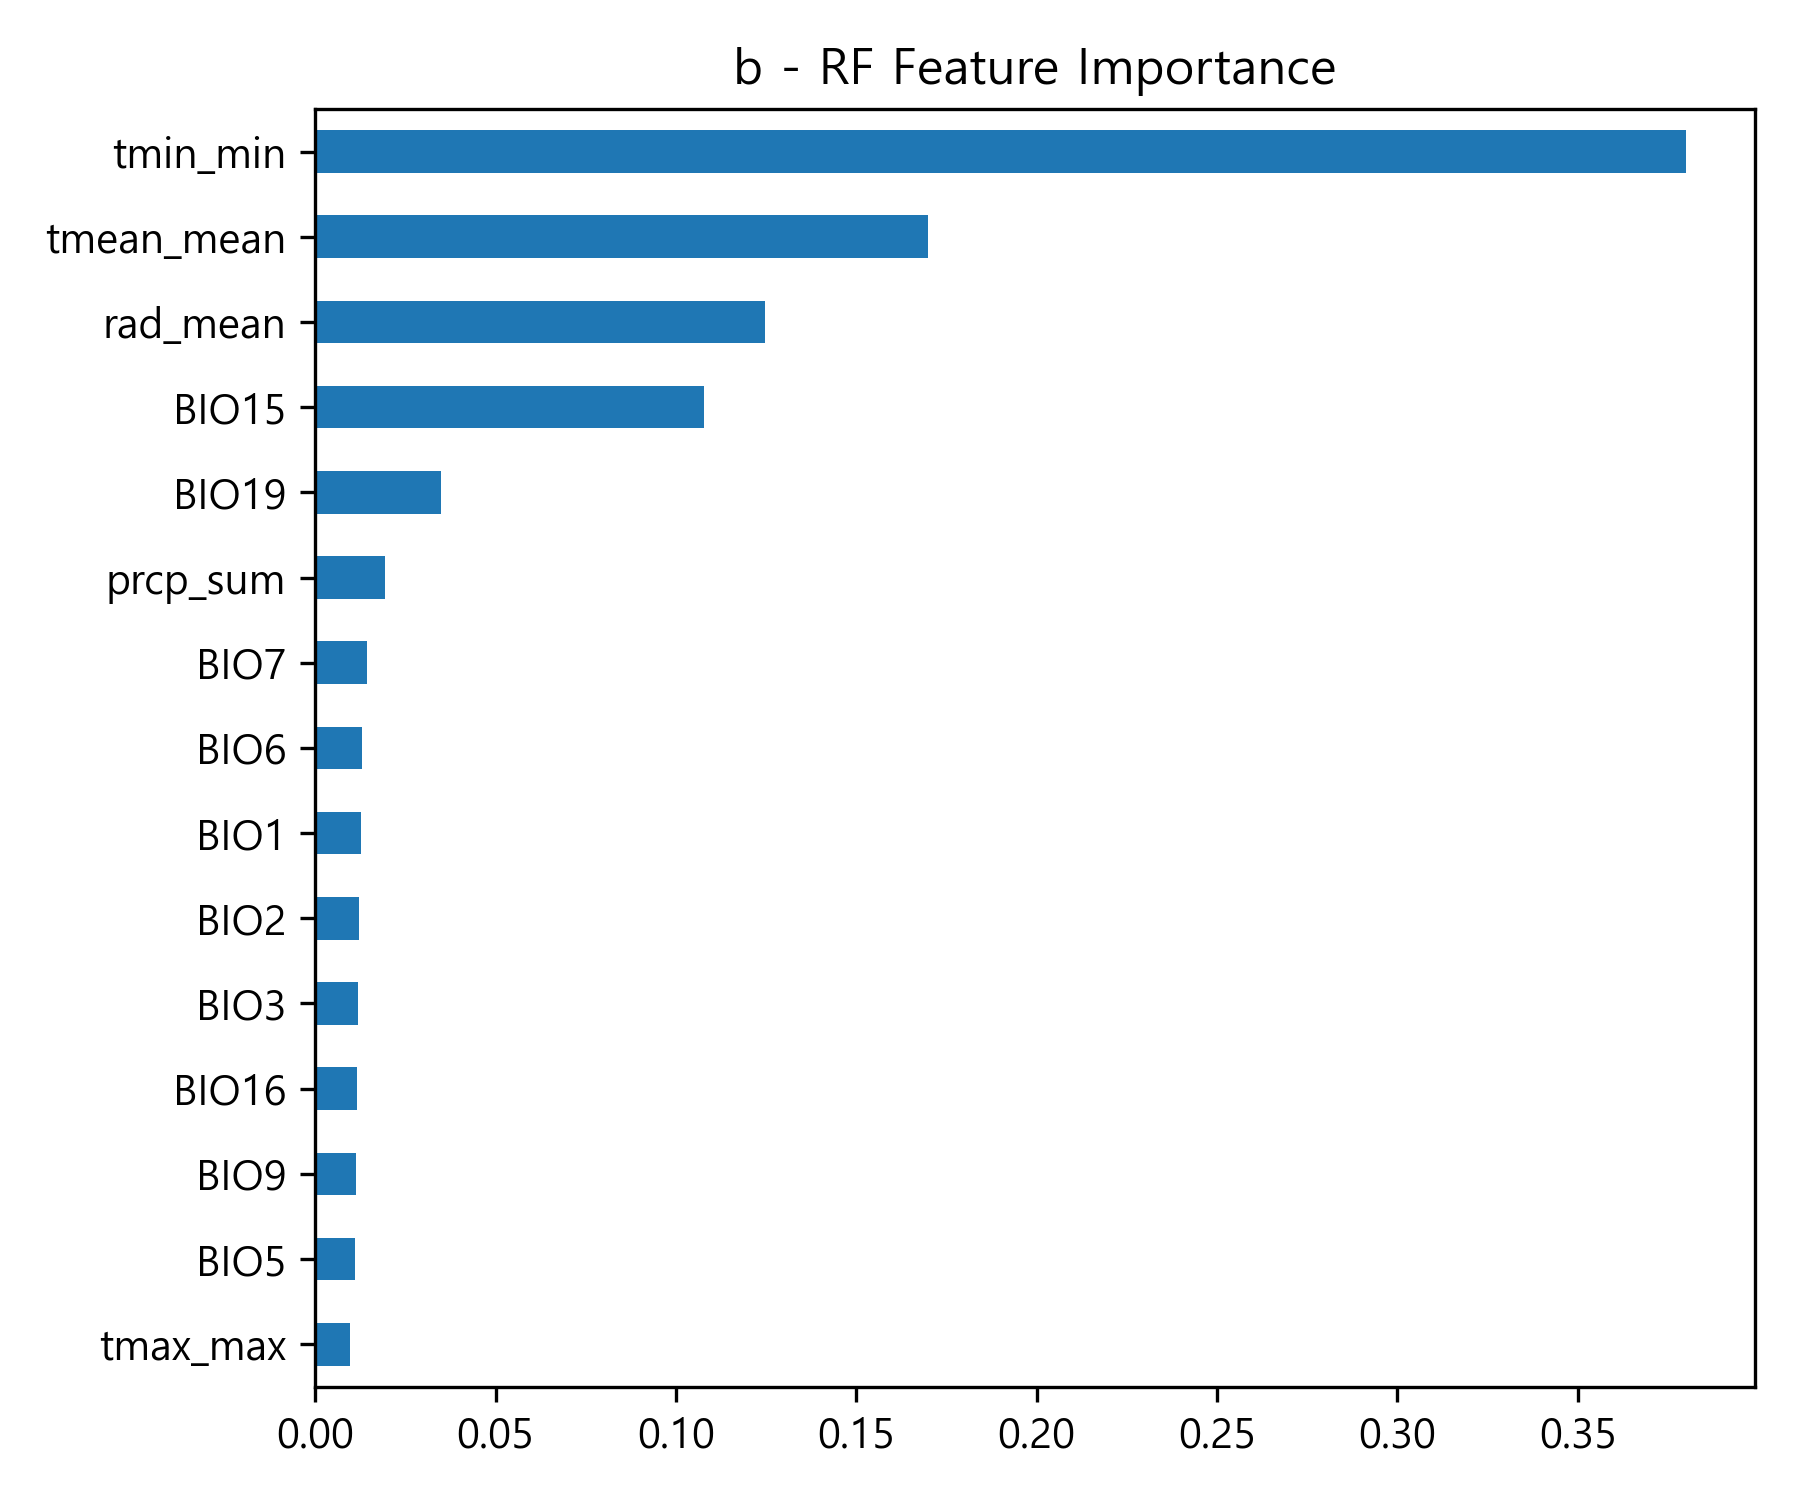 b - RF Feature Importance
tmin_min
tmean_mean
rad_mean
BIO15
BIO19
prcp_sum
BIO7
BIO6
BIO1
BIO2
BIO3
BIO16
BIO9
BIO5
tmax_max
0.00 0.05 0.10 0.15 0.20 0.25 0.30 0.35